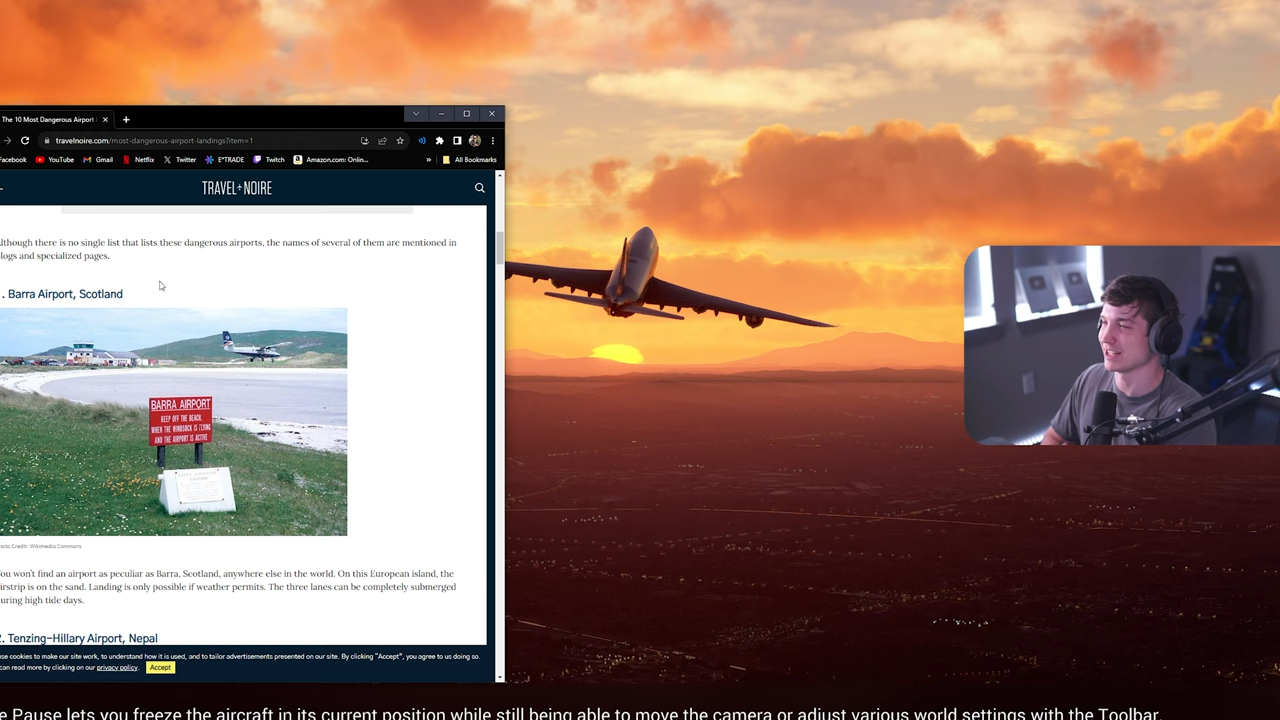 The 10 Most Dangerous Airport
travelnoire.com/most-dangerous-airport-landings?item=1
Facebook YouTube Gmail Netflix Twitter E*TRADE Twitch Amazon.com: Onlin... » All Bookmarks
TRAVEL+NOIRE
lthough there is no single list that lists these dangerous airports, the names of several of them are mentioned in
logs and specialized pages.
. Barra Airport, Scotland
BARRA AIRPORT
KEEP OFF THE BEACH.
WHEN THE WINDSOCK IS FLYING
AND THE AIRPORT IS ACTIVE
hoto Credit: Wikimedia Commons
ou won't find an airport as peculiar as Barra, Scotland, anywhere else in the world. On this European island, the
irstrip is on the sand. Landing is only possible if weather permits. The three lanes can be completely submerged
uring high tide days.
2. Tenzing-Hillary Airport, Nepal
se cookies to make our site work, to understand how it is used, and to tailor advertisements presented on our site. By clicking "Accept", you agree to us doing so.
can read more by clicking on our privacy policy. Accept
e Pause lets you freeze the aircraft in its current position while still being able to move the camera or adjust various world settings with the Toolbar